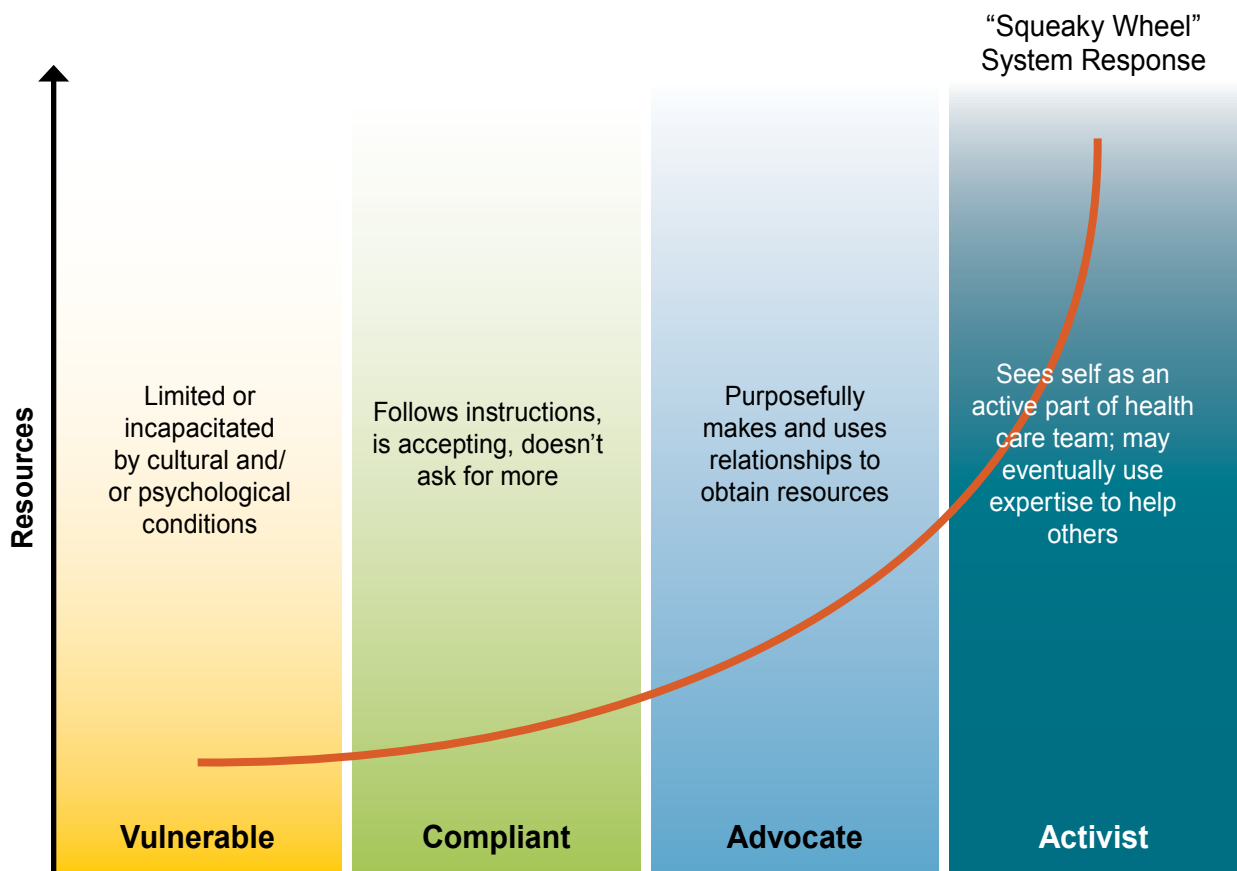 “Squeaky Wheel”
System Response
Resources
Limited or
incapacitated
by cultural and/
or psychological
conditions
Follows instructions,
is accepting, doesn’t
ask for more
Purposefully
makes and uses
relationships to
obtain resources
Sees self as an
active part of health
care team; may
eventually use
expertise to help
others
Vulnerable
Compliant
Advocate
Activist